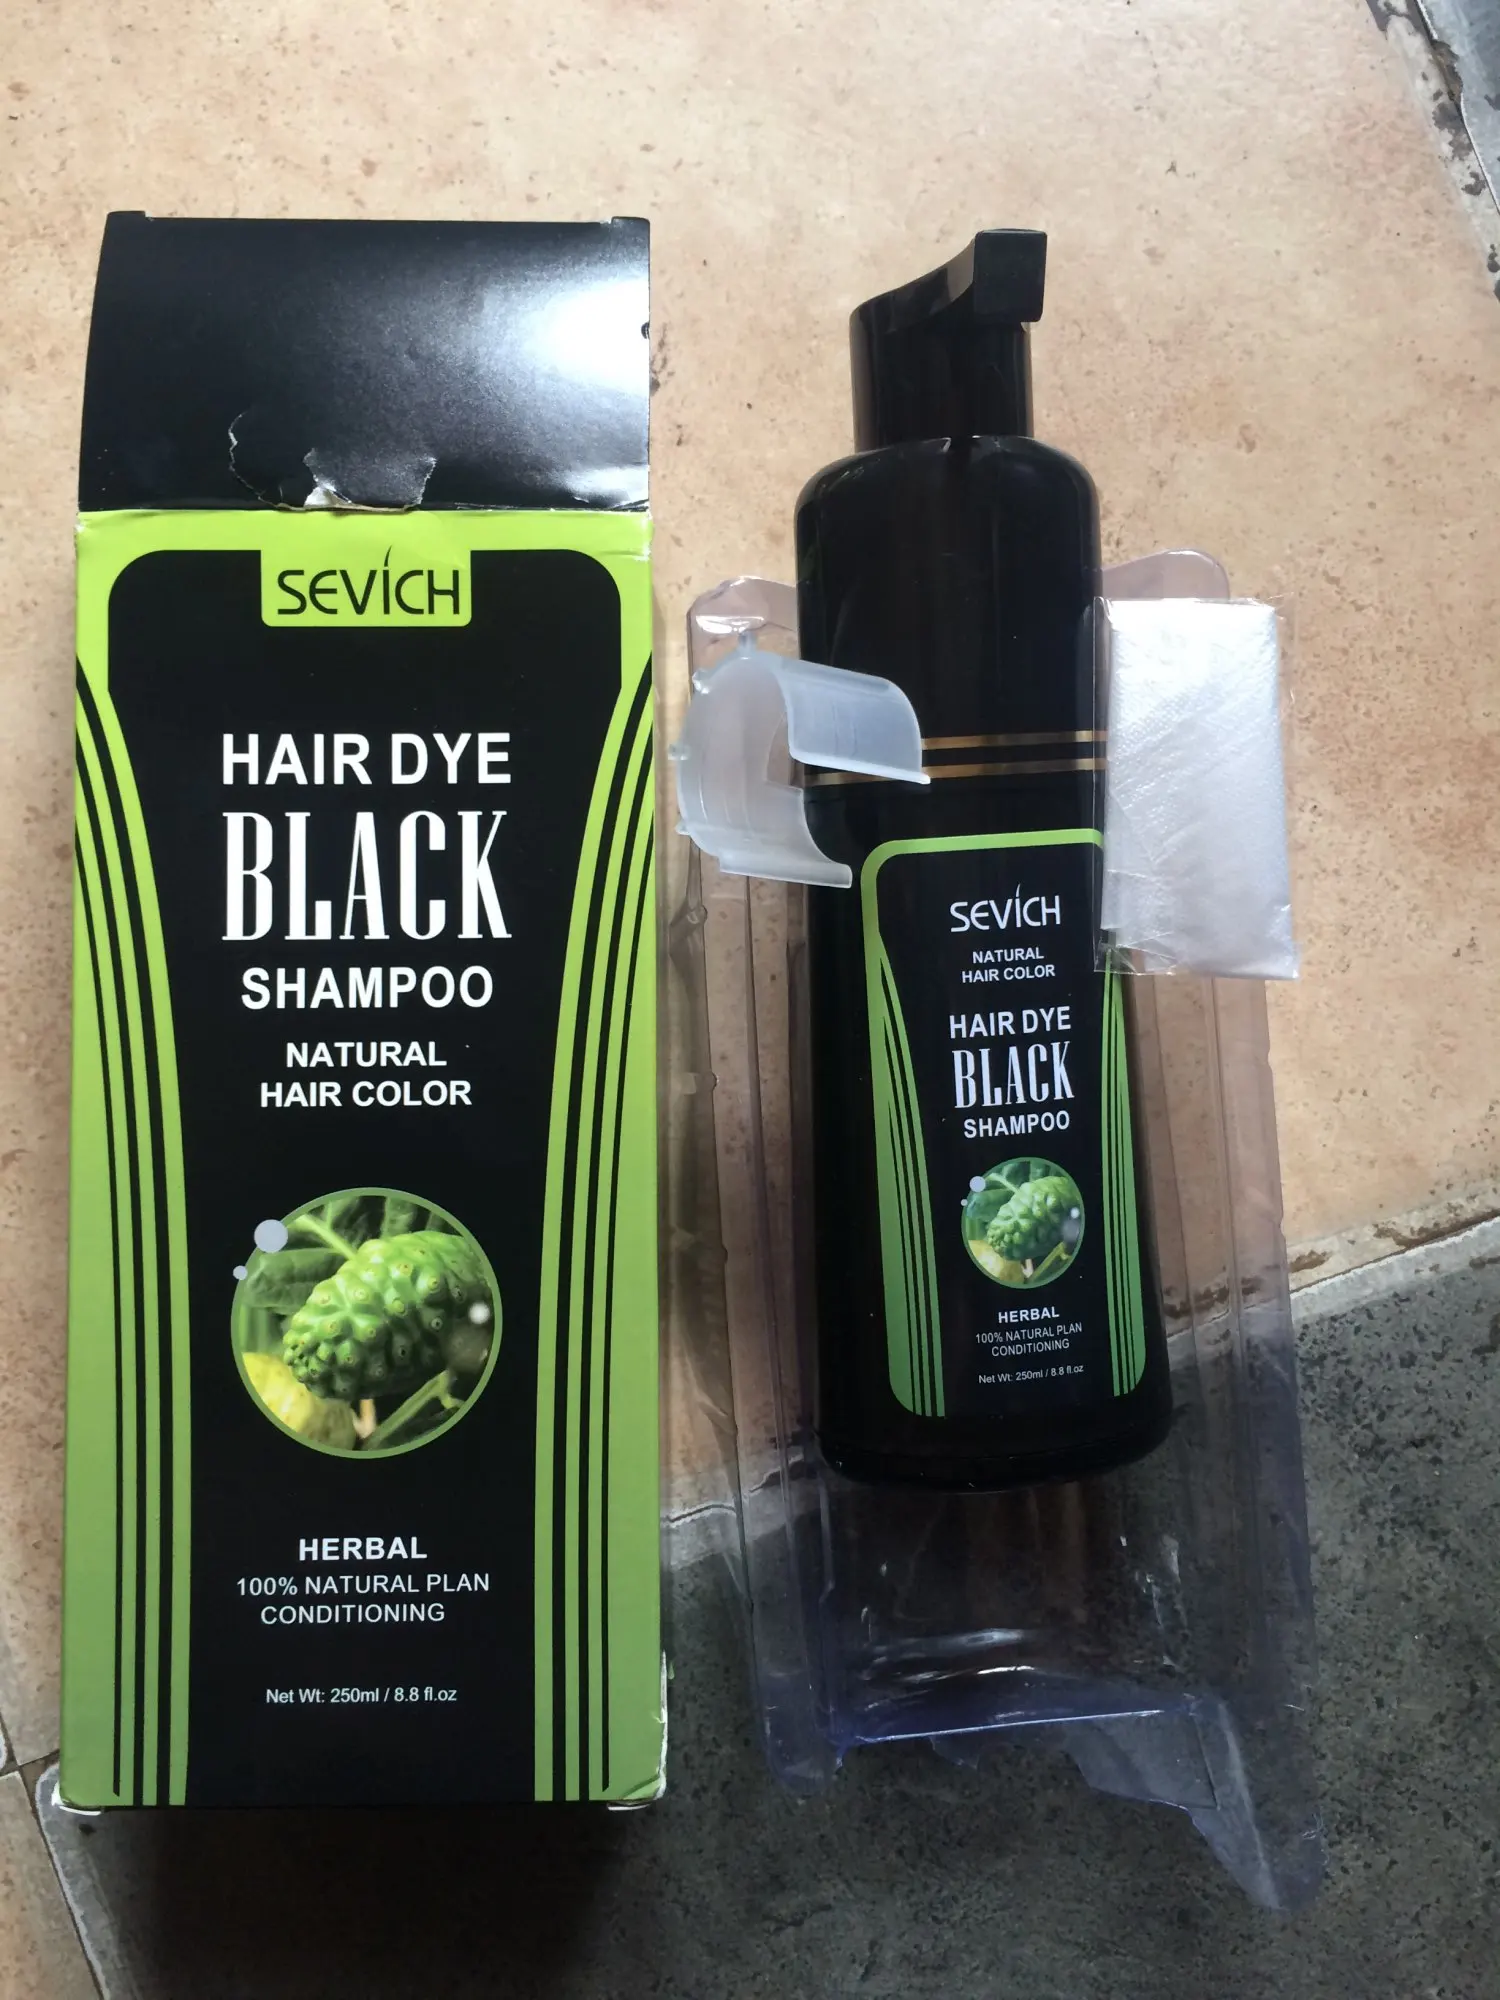 SEVICH
HAIR DYE
BLACK
SHAMPOO
NATURAL
HAIR COLOR
HERBAL
100% NATURAL PLAN
CONDITIONING
Net Wt: 250ml / 8.8 fl.oz
SEVICH
NATURAL
HAIR COLOR
HAIR DYE
BLACK
SHAMPOO
HERBAL
100% NATURAL PLAN
CONDITIONING
Net Wt: 250ml / 8.8 fl.oz